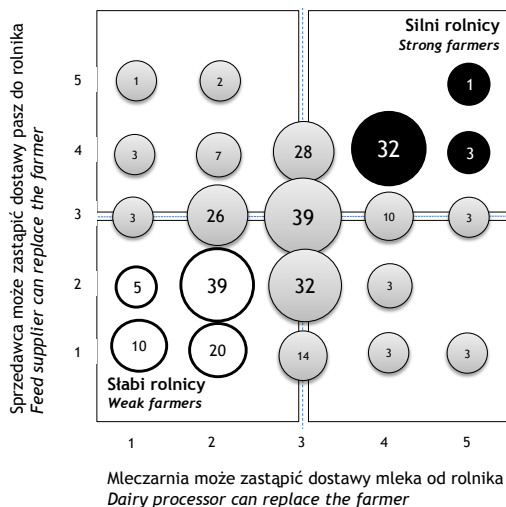 Silni rolnicy
Strong farmers
5 1 2 1
4 3 7 28 32 3
3 3 26 39 10 3
2 5 39 32 3
1 10 20 14 3 3
Słabi rolnicy
Weak farmers
1 2 3 4 5
Sprzedawca może zastąpić dostawy pasz do rolnika
Feed supplier can replace the farmer
Mleczarnia może zastąpić dostawy mleka od rolnika
Dairy processor can replace the farmer